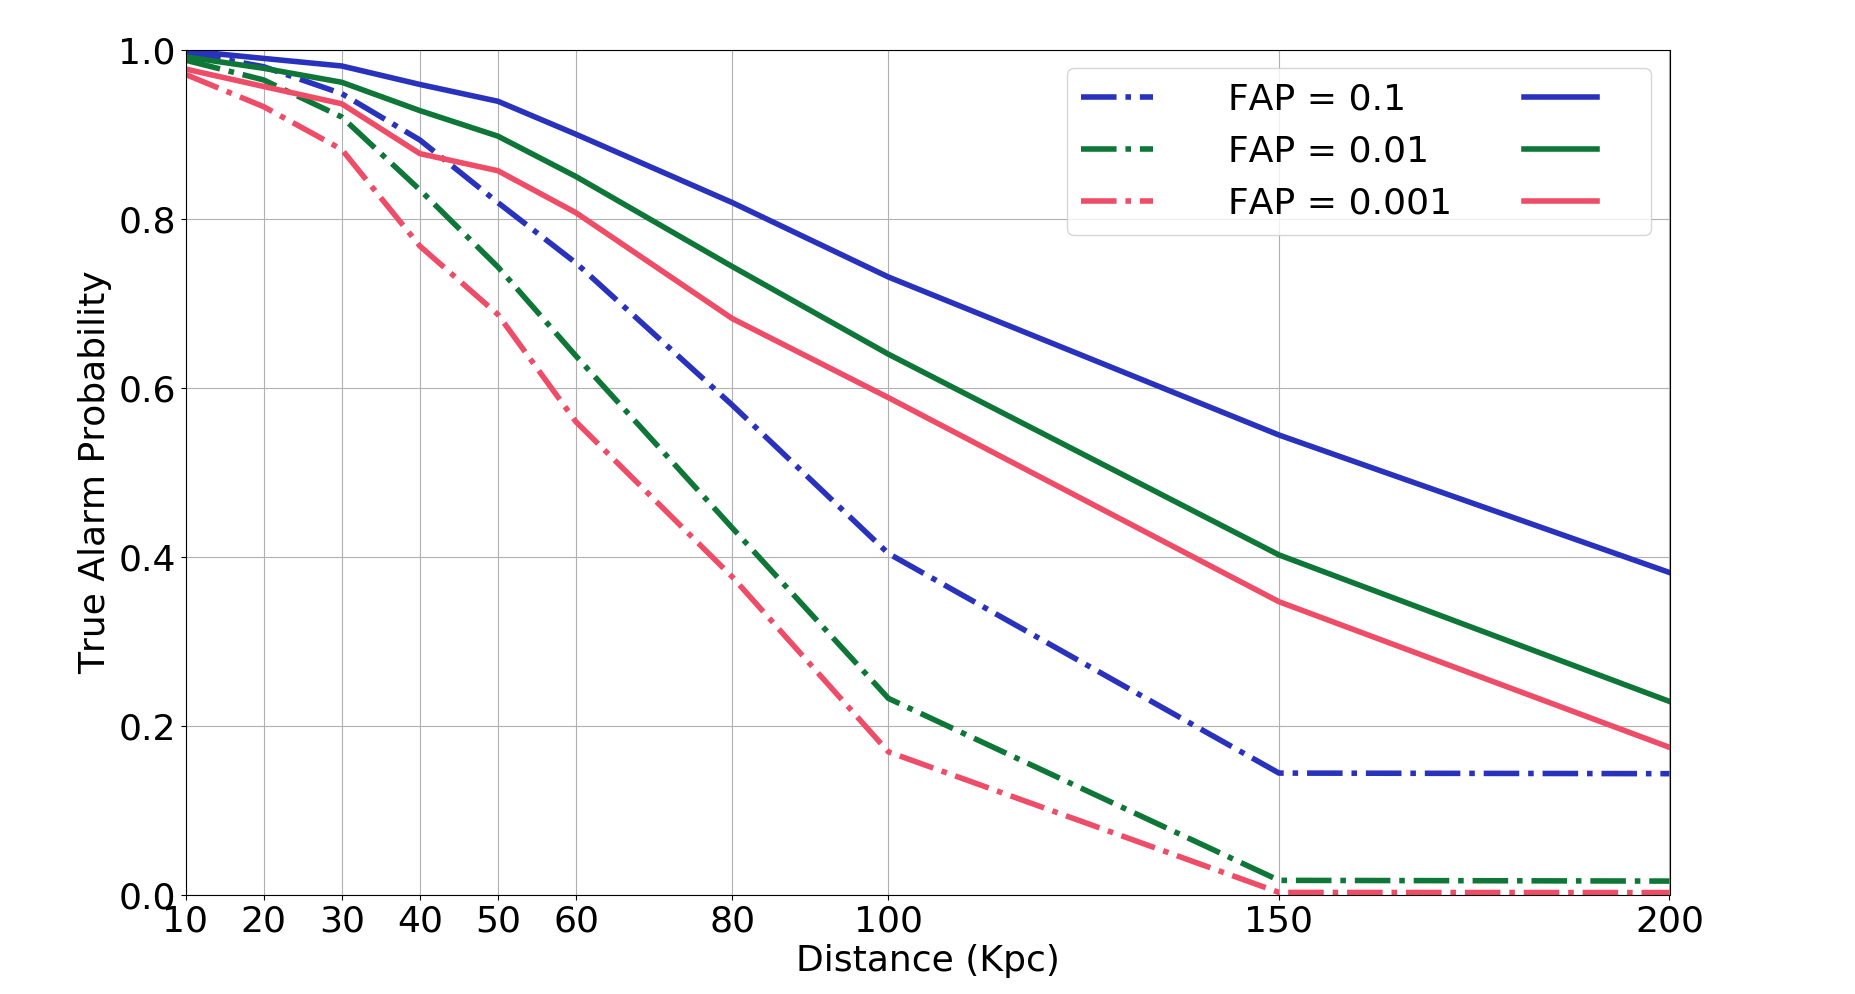 1.0
0.8
0.6
0.4
0.2
0.0
True Alarm Probability
FAP = 0.1
FAP = 0.01
FAP = 0.001
10 20 30 40 50 60 80 100 150 200
Distance (Kpc)